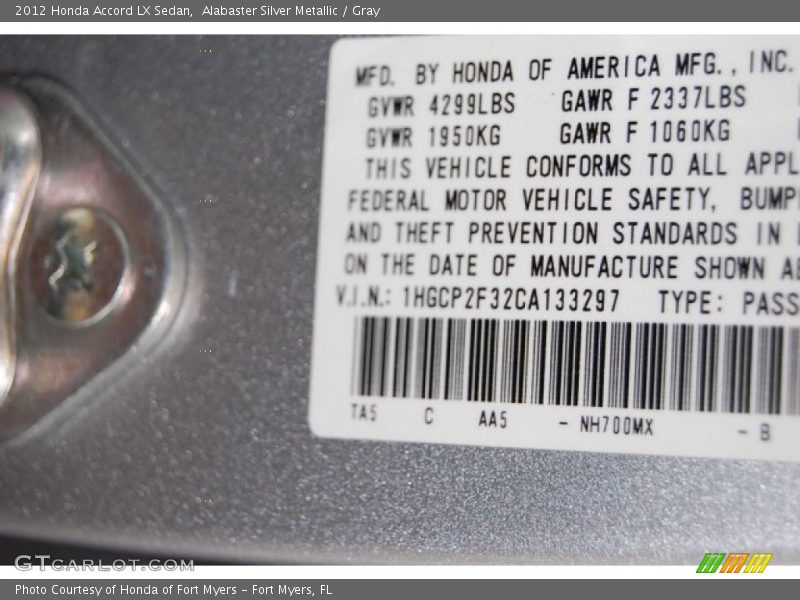 2012 Honda Accord LX Sedan,  Alabaster Silver Metallic / Gray
MFD. BY HONDA OF AMERICA MFG., INC.
GVWR 4299LBS GAWR F 2337LBS
GVWR 1950KG GAWR F 1060KG
THIS VEHICLE CONFORMS TO ALL APPL
FEDERAL MOTOR VEHICLE SAFETY, BUMP
AND THEFT PREVENTION STANDARDS IN
ON THE DATE OF MANUFACTURE SHOWN AB
V.I.N.: 1HGCP2F32CA133297 TYPE: PASS
TA5 C AA5 - NH700MX - B
GTCARLOT.COM
Photo Courtesy of Honda of Fort Myers – Fort Myers, FL